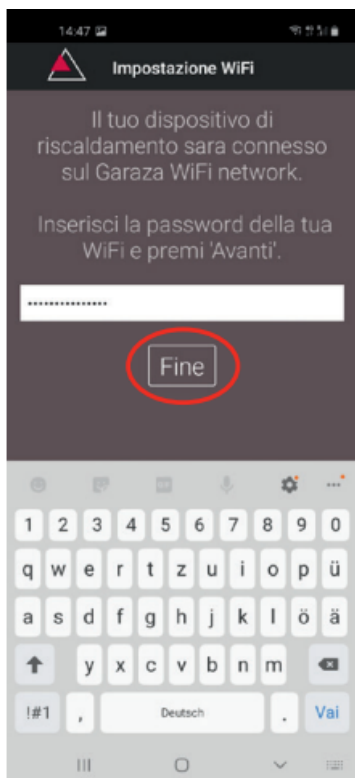 14:47
Impostazione WiFi
Il tuo dispositivo di
riscaldamento sara connesso
sul Garaza WiFi network.
Inserisci la password della tua
WiFi e premi 'Avanti'.
•••••••••••••••
Fine
1 2 3 4 5 6 7 8 9 0
q w e r t z u i o p ü
a s d f g h j k l ö ä
y x c v b n m
!#1 , Deutsch . Vai